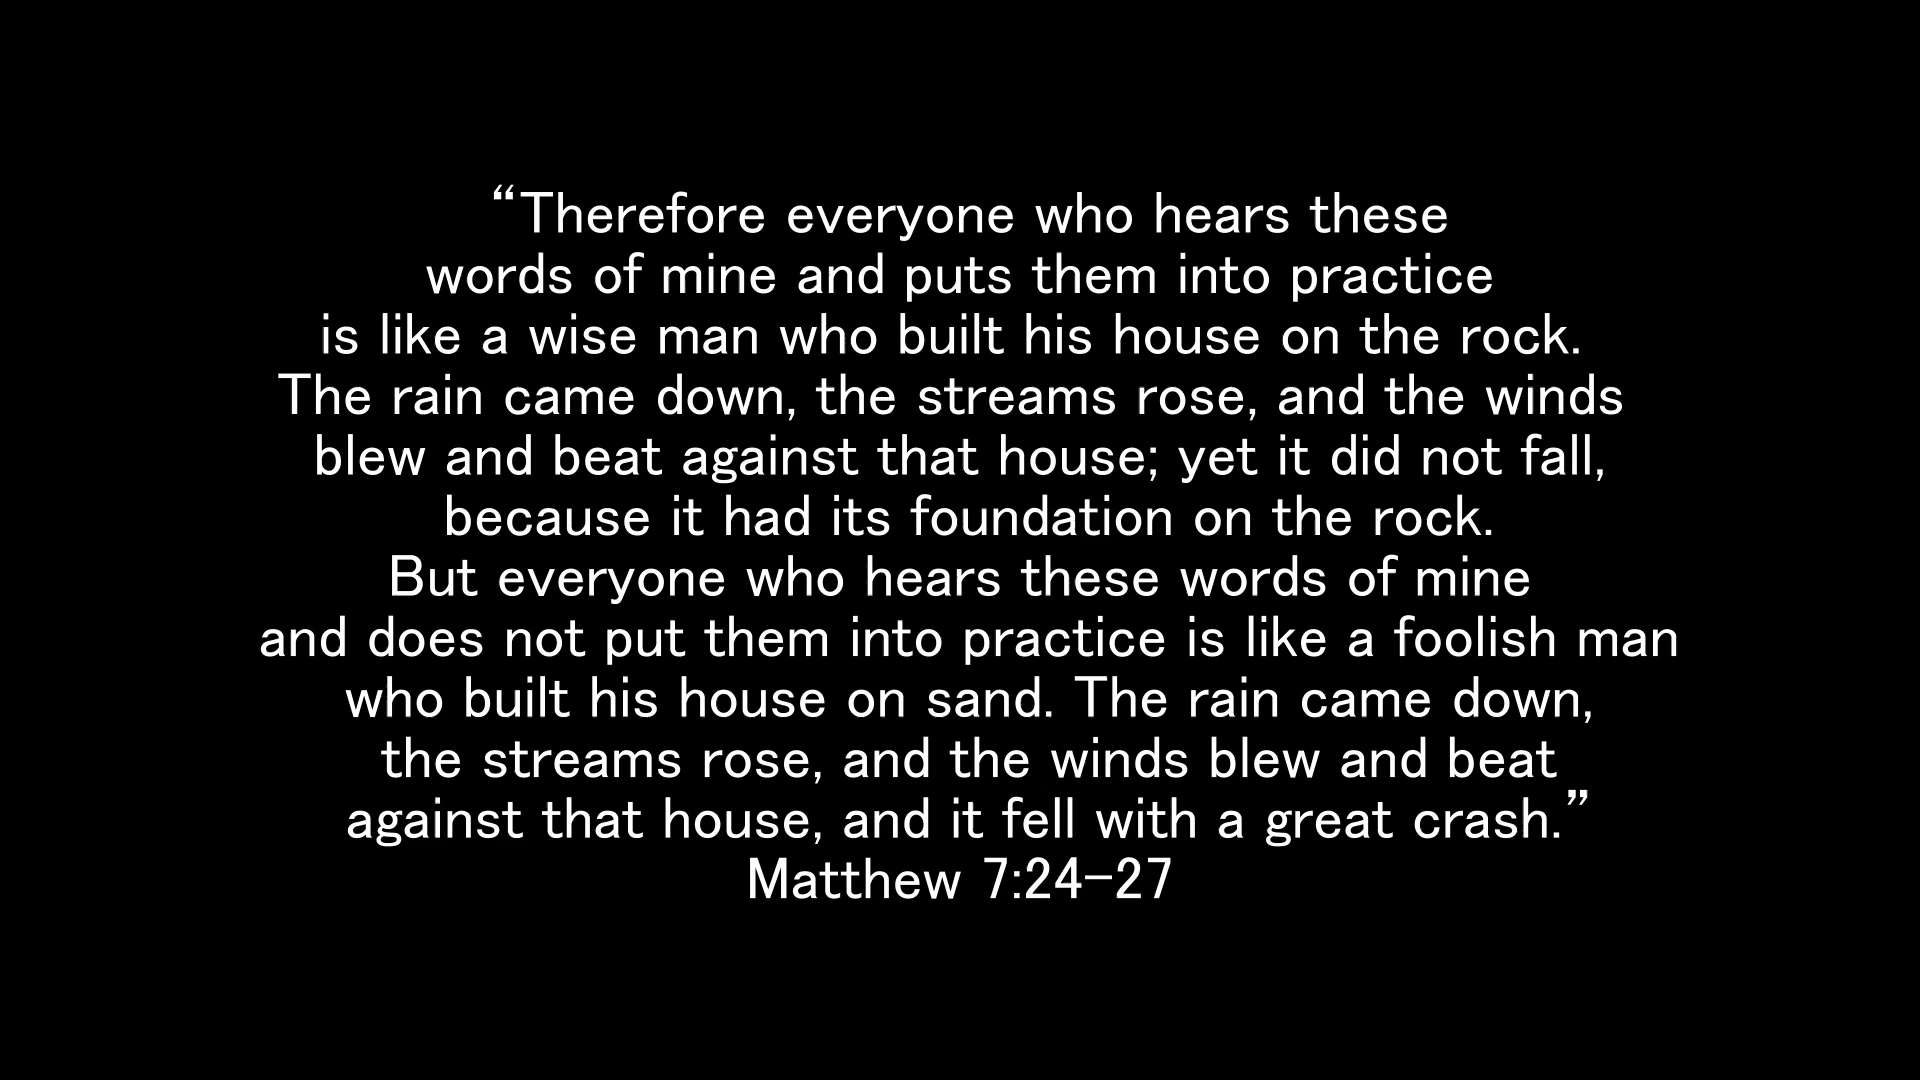 “Therefore everyone who hears these
words of mine and puts them into practice
is like a wise man who built his house on the rock.
The rain came down, the streams rose, and the winds
blew and beat against that house; yet it did not fall,
because it had its foundation on the rock.
But everyone who hears these words of mine
and does not put them into practice is like a foolish man
who built his house on sand. The rain came down,
the streams rose, and the winds blew and beat
against that house, and it fell with a great crash.”
Matthew 7:24–27